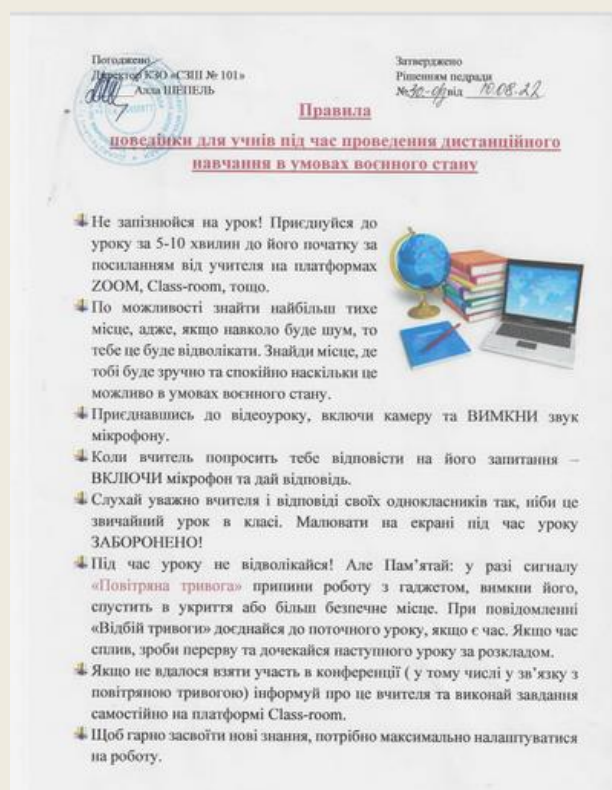 Погоджено
Директор КЗО «СЗШ № 101»
Алла ШЕПЕЛЬ
Затверджено
Рішенням педради
№ від 10.08.22
Правила
поведінки для учнів під час проведення дистанційного
навчання в умовах воєнного стану
Не запізнюйся на урок! Приєднуйся до
уроку за 5-10 хвилин до його початку за
посиланням від учителя на платформах
ZOOM, Class-room, тощо.
По можливості знайти найбільш тихе
місце, адже, якщо навколо буде шум, то
тебе це буде відволікати. Знайди місце, де
тобі буде зручно та спокійно наскільки це
можливо в умовах воєнного стану.
Приєднавшись до відеоуроку, включи камеру та ВИМКНИ звук
мікрофону.
Коли вчитель попросить тебе відповісти на його запитання –
ВКЛЮЧИ мікрофон та дай відповідь.
Слухай уважно вчителя і відповіді своїх однокласників так, ніби це
звичайний урок в класі. Малювати на екрані під час уроку
ЗАБОРОНЕНО!
Під час уроку не відволікайся! Але Пам’ятай: у разі сигналу
«Повітряна тривога» припини роботу з гаджетом, вимкни його,
спустить в укриття або більш безпечне місце. При повідомленні
«Відбій тривоги» доєднайся до поточного уроку, якщо є час. Якщо час
сплив, зроби перерву та дочекайся наступного уроку за розкладом.
Якщо не вдалося взяти участь в конференції ( у тому числі у зв’язку з
повітряною тривогою) інформуй про це вчителя та виконай завдання
самостійно на платформі Class-room.
Щоб гарно засвоїти нові знання, потрібно максимально налаштуватися
на роботу.